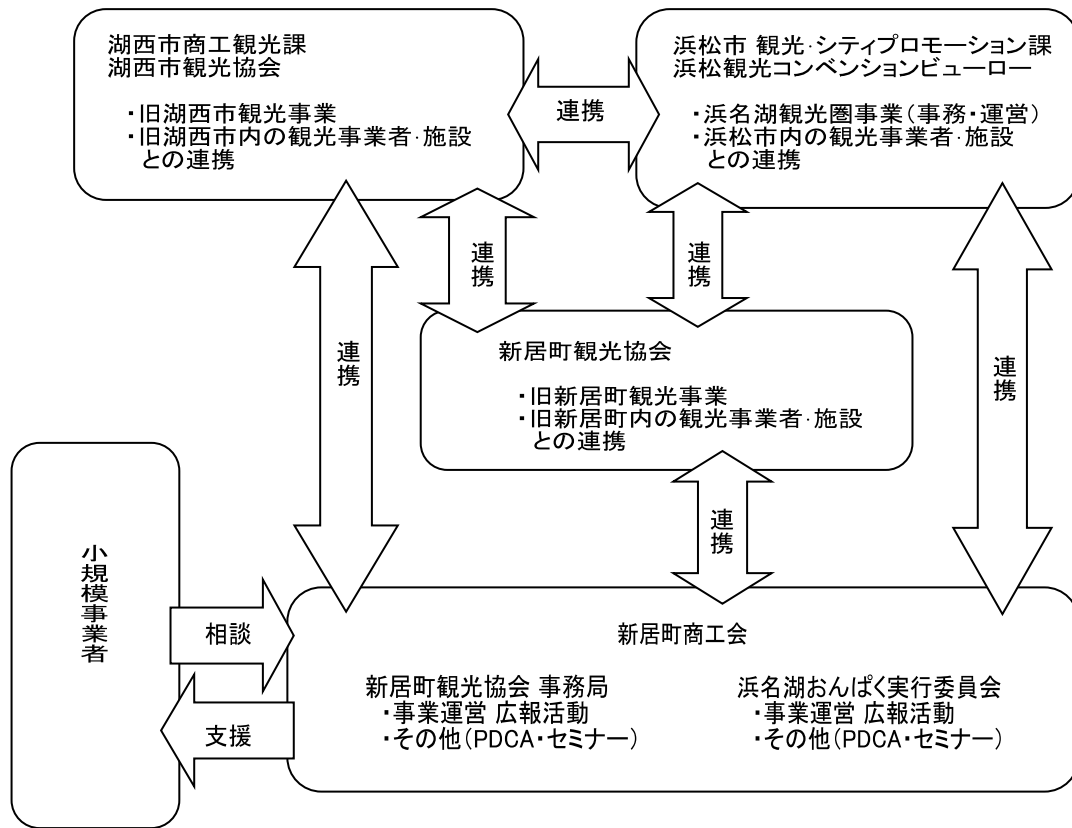 湖西市商工観光課
湖西市観光協会
・旧湖西市観光事業
・旧湖西市内の観光事業者・施設
との連携
連携
浜松市 観光・シティプロモーション課
浜松観光コンベンションビューロー
・浜名湖観光圏事業(事務・運営)
・浜松市内の観光事業者・施設
との連携
連携
連携
連携
連携
新居町観光協会
・旧新居町観光事業
・旧新居町内の観光事業者・施設
との連携
連携
小規模事業者
相談
支援
新居町商工会
新居町観光協会 事務局
・事業運営 広報活動
・その他(PDCA・セミナー)
浜名湖おんぱく実行委員会
・事業運営 広報活動
・その他(PDCA・セミナー)